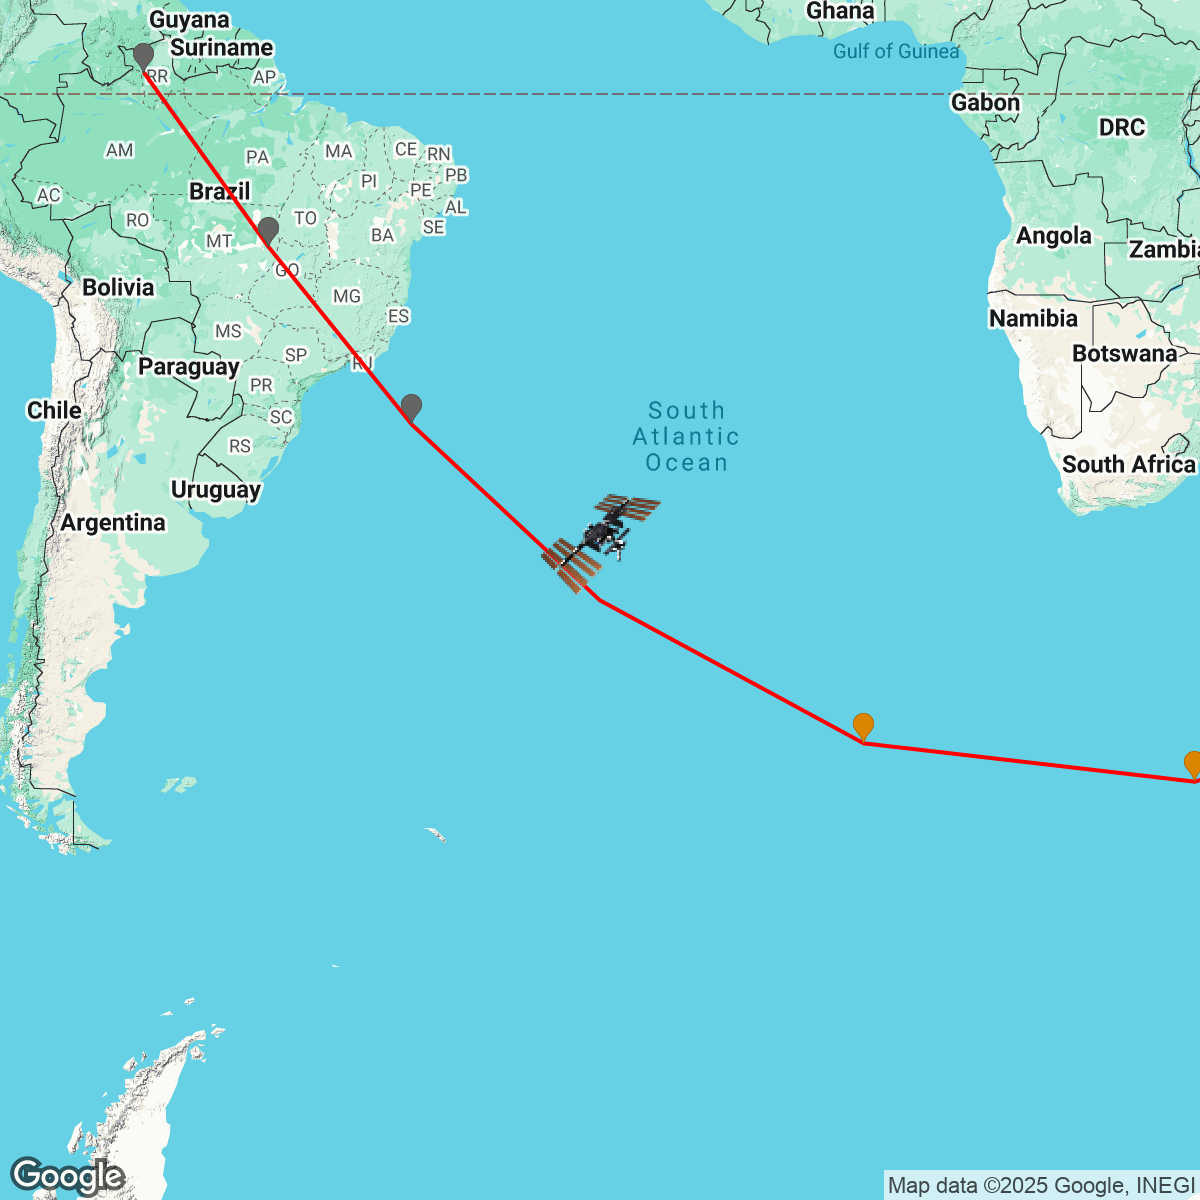 Guyana
Ghana
Suriname
Gulf of Guinea
RR
AP
Gabon
DRC
AM
PA
MA
CE
RN
PI
PB
PE
AC
Brazil
AL
RO
TO
SE
MT
BA
Angola
Zambia
GO
Bolivia
MG
ES
Namibia
MS
SP
Botswana
RJ
Paraguay
PR
Chile
SC
South
Atlantic
Ocean
RS
South Africa
Uruguay
Argentina
Google
Map data ©2025 Google, INEGI